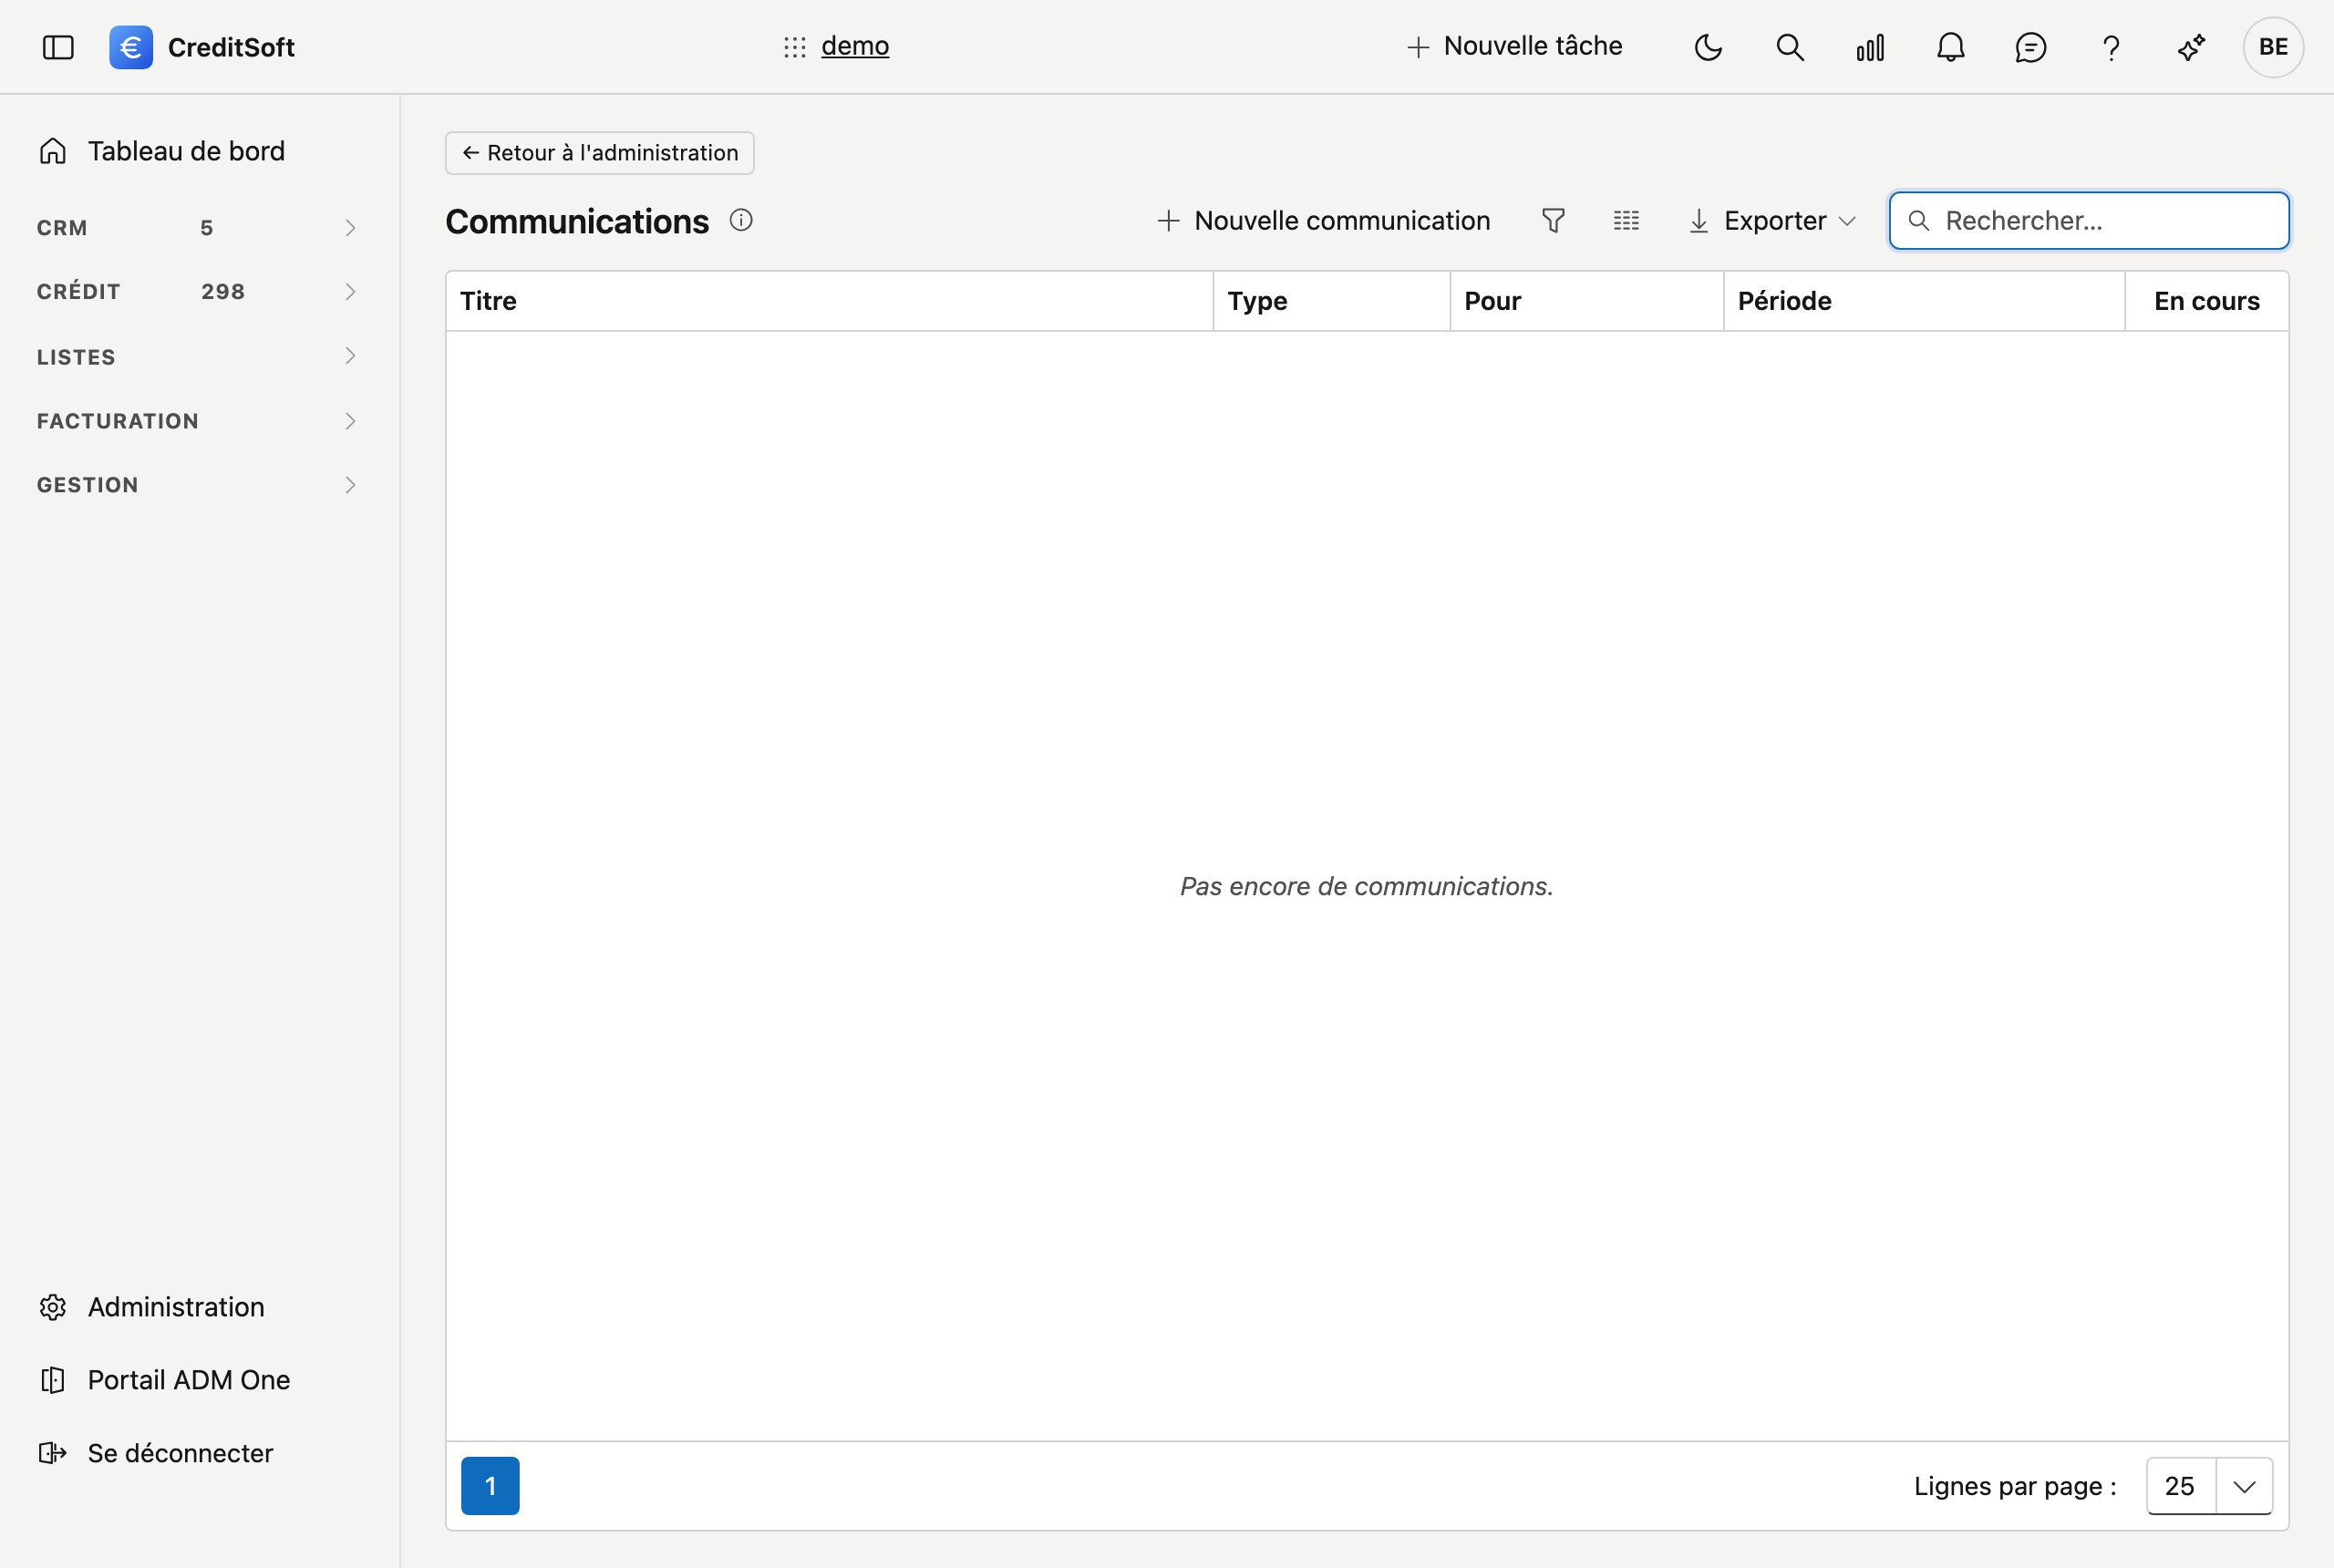 CreditSoft
demo
Nouvelle tâche
BE
Tableau de bord
CRM 5
CRÉDIT 298
LISTES
FACTURATION
GESTION
Administration
Portail ADM One
Se déconnecter
← Retour à l'administration
Communications
Nouvelle communication
Exporter
Rechercher...
Titre Type Pour Période En cours
Pas encore de communications.
1
Lignes par page : 25